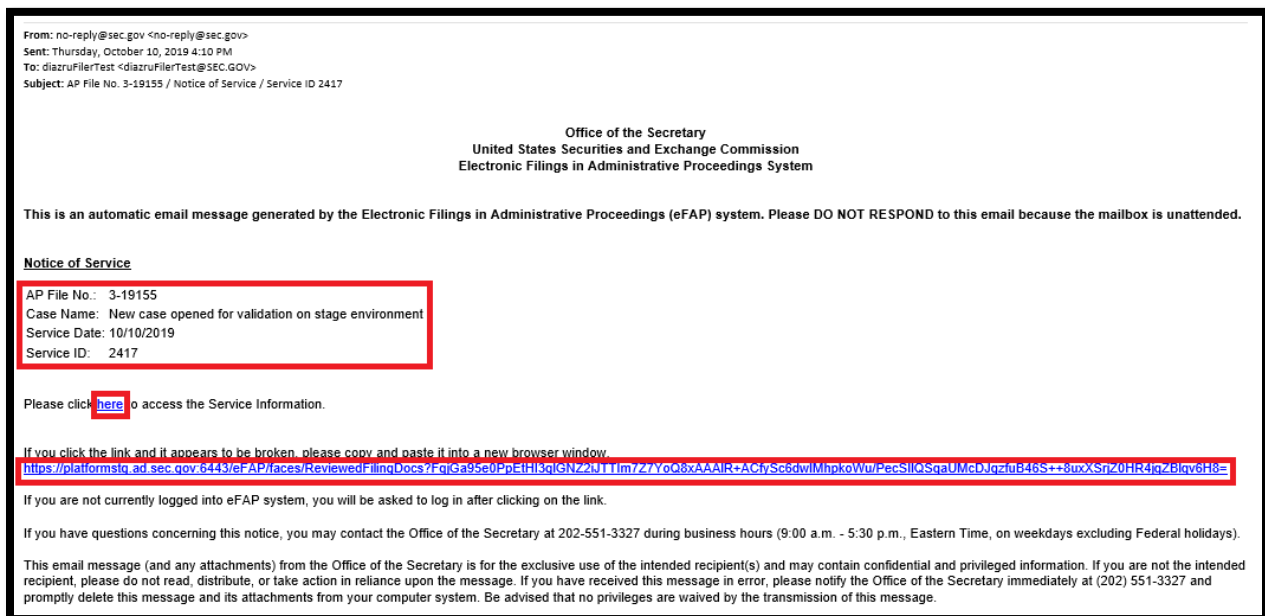 From: no-reply@sec.gov <no-reply@sec.gov>
Sent: Thursday, October 10, 2019 4:10 PM
To: diazruFilerTest <diazruFilerTest@SEC.GOV>
Subject: AP File No. 3-19155 / Notice of Service / Service ID 2417
Office of the Secretary
United States Securities and Exchange Commission
Electronic Filings in Administrative Proceedings System
This is an automatic email message generated by the Electronic Filings in Administrative Proceedings (eFAP) system. Please DO NOT RESPOND to this email because the mailbox is unattended.
Notice of Service
AP File No.: 3-19155
Case Name: New case opened for validation on stage environment
Service Date: 10/10/2019
Service ID: 2417
Please click here to access the Service Information.
If you click the link and it appears to be broken, please copy and paste it into a new browser window.
https://platformstg.ad.sec.gov:6443/eFAP/faces/ReviewedFilingDocs?FqjGa95e0PpEtHI3qIGNZ2iJTTIm7Z7YoQ8xAAAIR+ACfySc6dwIMhpkoWu/PecSIIQSqaUMcDJqzfuB46S++8uxXSrjZ0HR4jqZBlqv6H8=
If you are not currently logged into eFAP system, you will be asked to log in after clicking on the link.
If you have questions concerning this notice, you may contact the Office of the Secretary at 202-551-3327 during business hours (9:00 a.m. - 5:30 p.m., Eastern Time, on weekdays excluding Federal holidays).
This email message (and any attachments) from the Office of the Secretary is for the exclusive use of the intended recipient(s) and may contain confidential and privileged information. If you are not the intended
recipient, please do not read, distribute, or take action in reliance upon the message. If you have received this message in error, please notify the Office of the Secretary immediately at (202) 551-3327 and
promptly delete this message and its attachments from your computer system. Be advised that no privileges are waived by the transmission of this message.